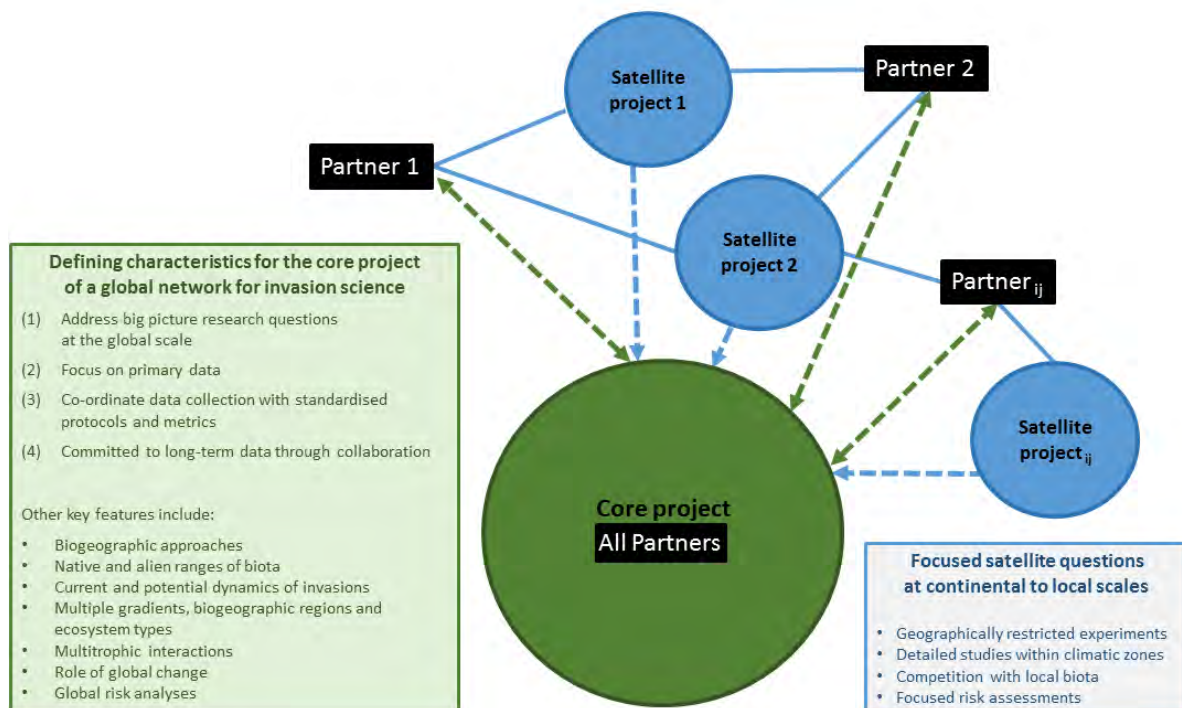 Satellite
project 1
Partner 2
Partner 1
Satellite
project 2
Partner ij
Defining characteristics for the core project
of a global network for invasion science
(1) Address big picture research questions
at the global scale
(2) Focus on primary data
(3) Co-ordinate data collection with standardised
protocols and metrics
(4) Committed to long-term data through collaboration
Other key features include:
• Biogeographic approaches
• Native and alien ranges of biota
• Current and potential dynamics of invasions
• Multiple gradients, biogeographic regions and
ecosystem types
• Multitrophic interactions
• Role of global change
• Global risk analyses
Satellite
project ij
Core project
All Partners
Focused satellite questions
at continental to local scales
• Geographically restricted experiments
• Detailed studies within climatic zones
• Competition with local biota
• Focused risk assessments